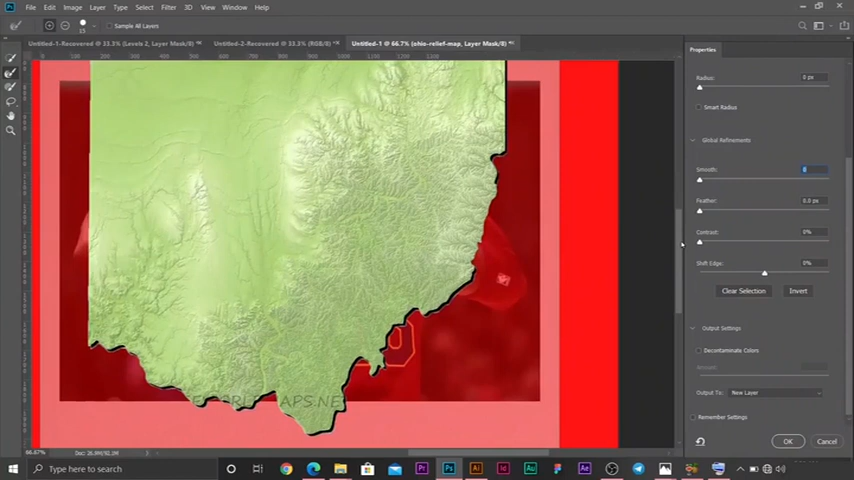 File Edit Image Layer Type Select Filter 3D View Window Help
15 Sample All Layers
Untitled-1-Recovered @ 33.3% (Levels 2, Layer Mask/8) * Untitled-2-Recovered @ 33.3% (RGB/8) * Untitled-1 @ 66.7% (ohio-relief-map, Layer Mask/8) *
Properties
Radius: 0 px
Smart Radius
Global Refinements
Smooth:
Feather: 0.0 px
Contrast: 0%
Shift Edge: 0%
Clear Selection Invert
Output Settings
Decontaminate Colors
Output To: New Layer
Remember Settings
OK Cancel
66.67%
Type here to search